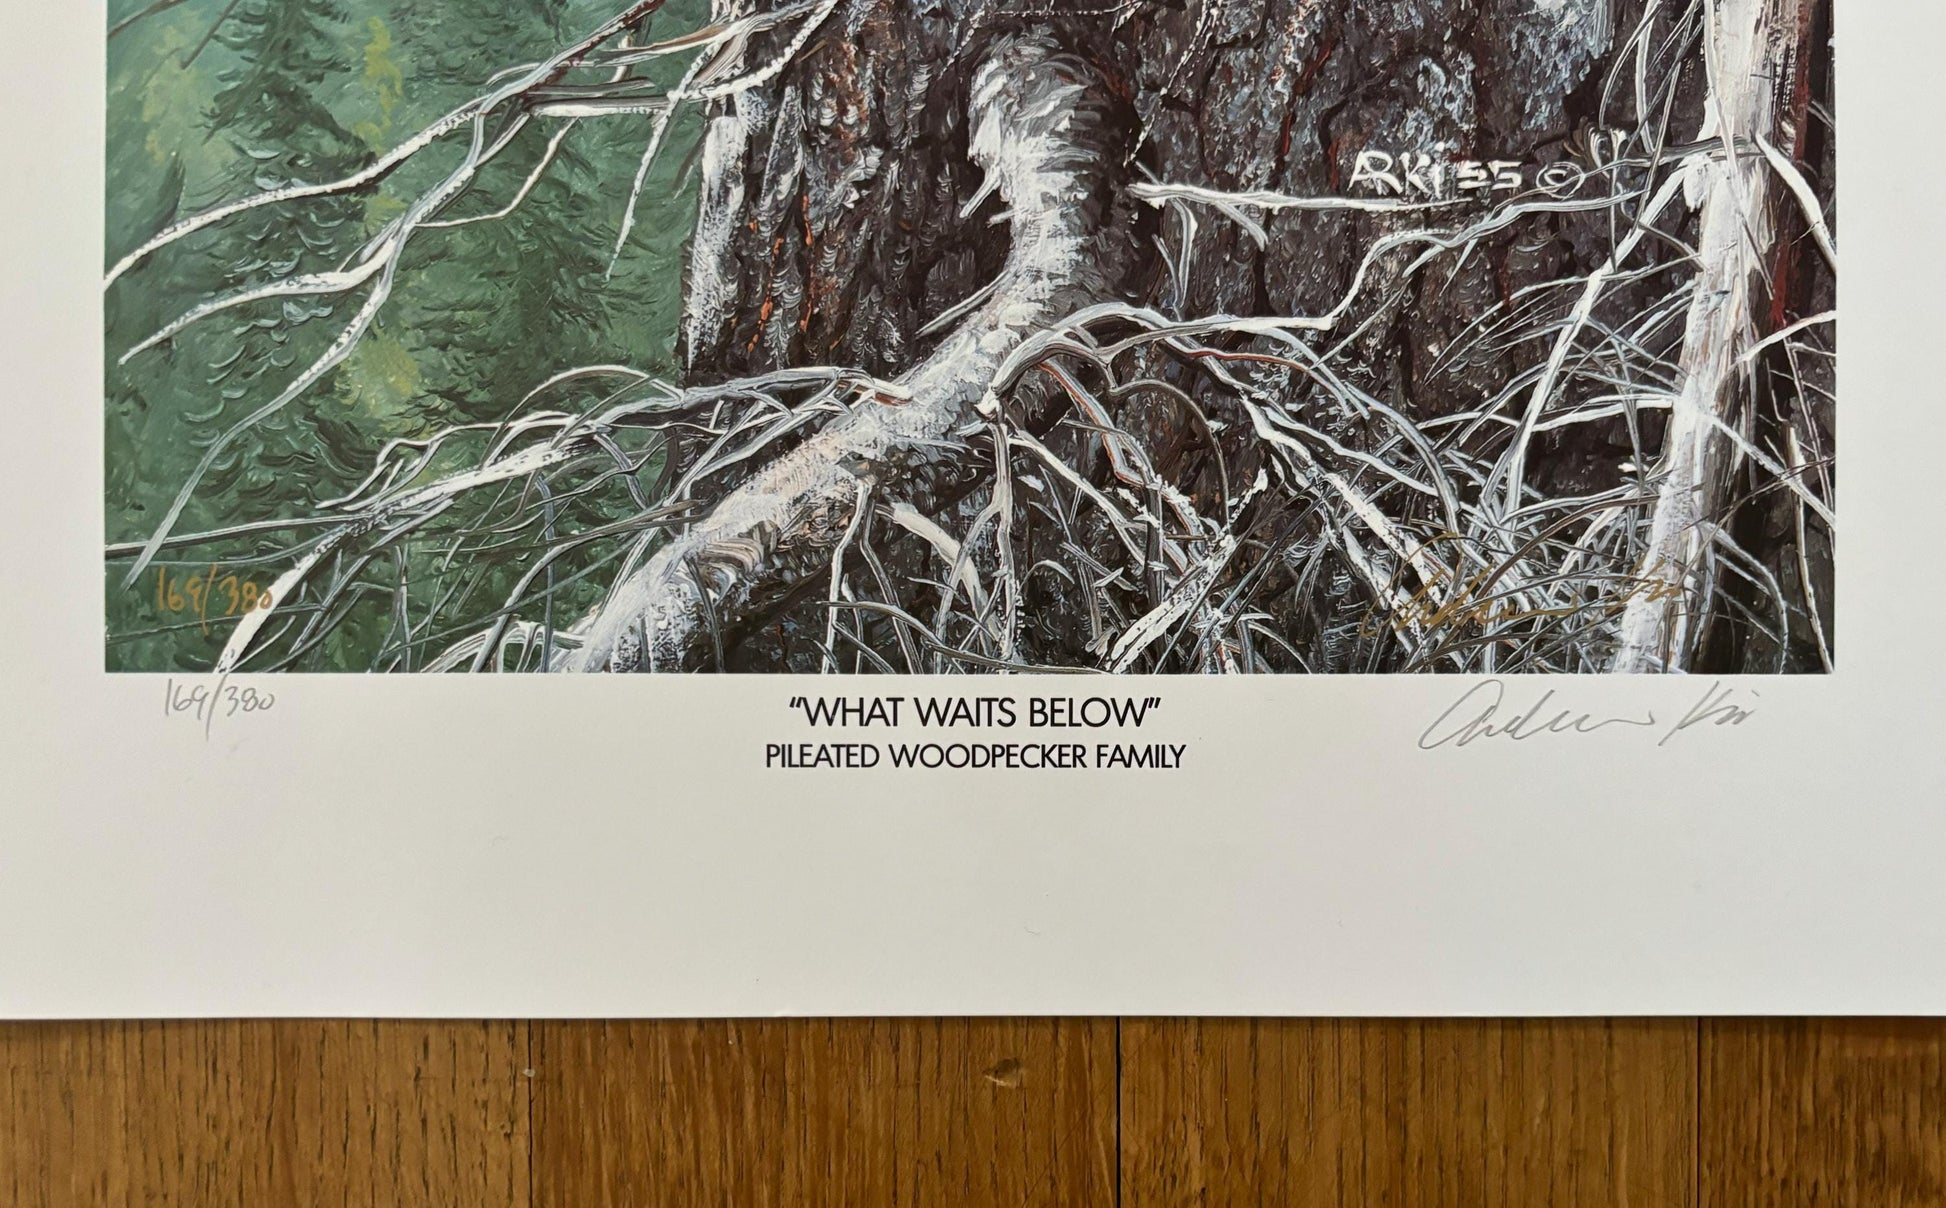 ARKiSS ©
169/380
169/380
“WHAT WAITS BELOW”
PILEATED WOODPECKER FAMILY